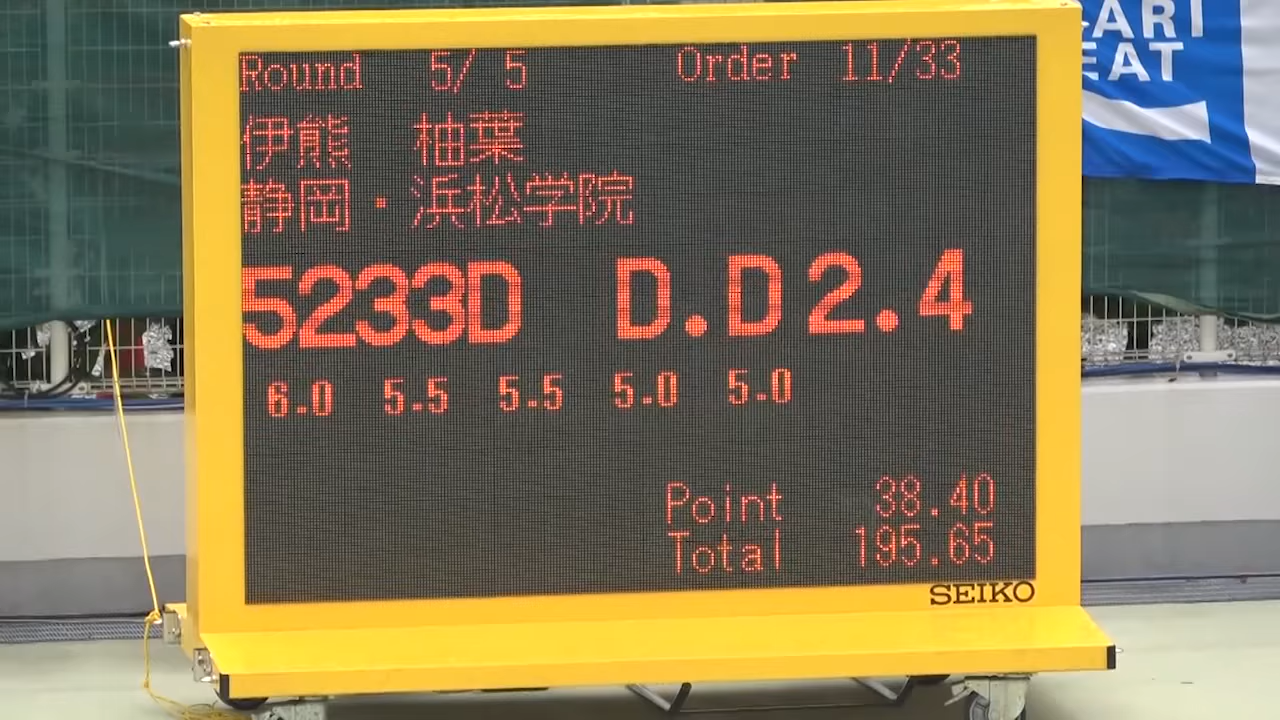 Round 5/ 5 Order 11/33
伊熊 柚葉
静岡・浜松学院
5233D D.D2.4
6.0 5.5 5.5 5.0 5.0
Point 38.40
Total 195.65
SEIKO